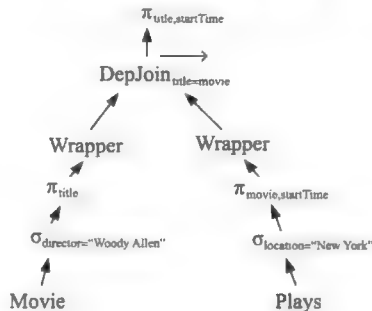 π title,startTime
DepJoin title=movie
Wrapper Wrapper
π title π movie,startTime
σ director="Woody Allen" σ location="New York"
Movie Plays